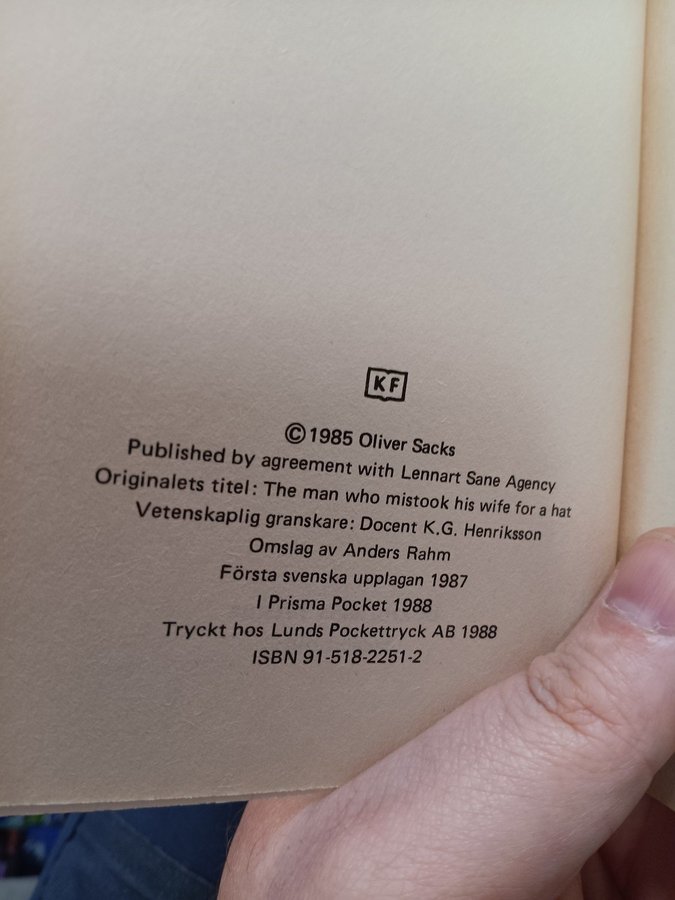 KF
© 1985 Oliver Sacks
Published by agreement with Lennart Sane Agency
Originalets titel: The man who mistook his wife for a hat
Vetenskaplig granskare: Docent K.G. Henriksson
Omslag av Anders Rahm
Första svenska upplagan 1987
I Prisma Pocket 1988
Tryckt hos Lunds Pockettryck AB 1988
ISBN 91-518-2251-2